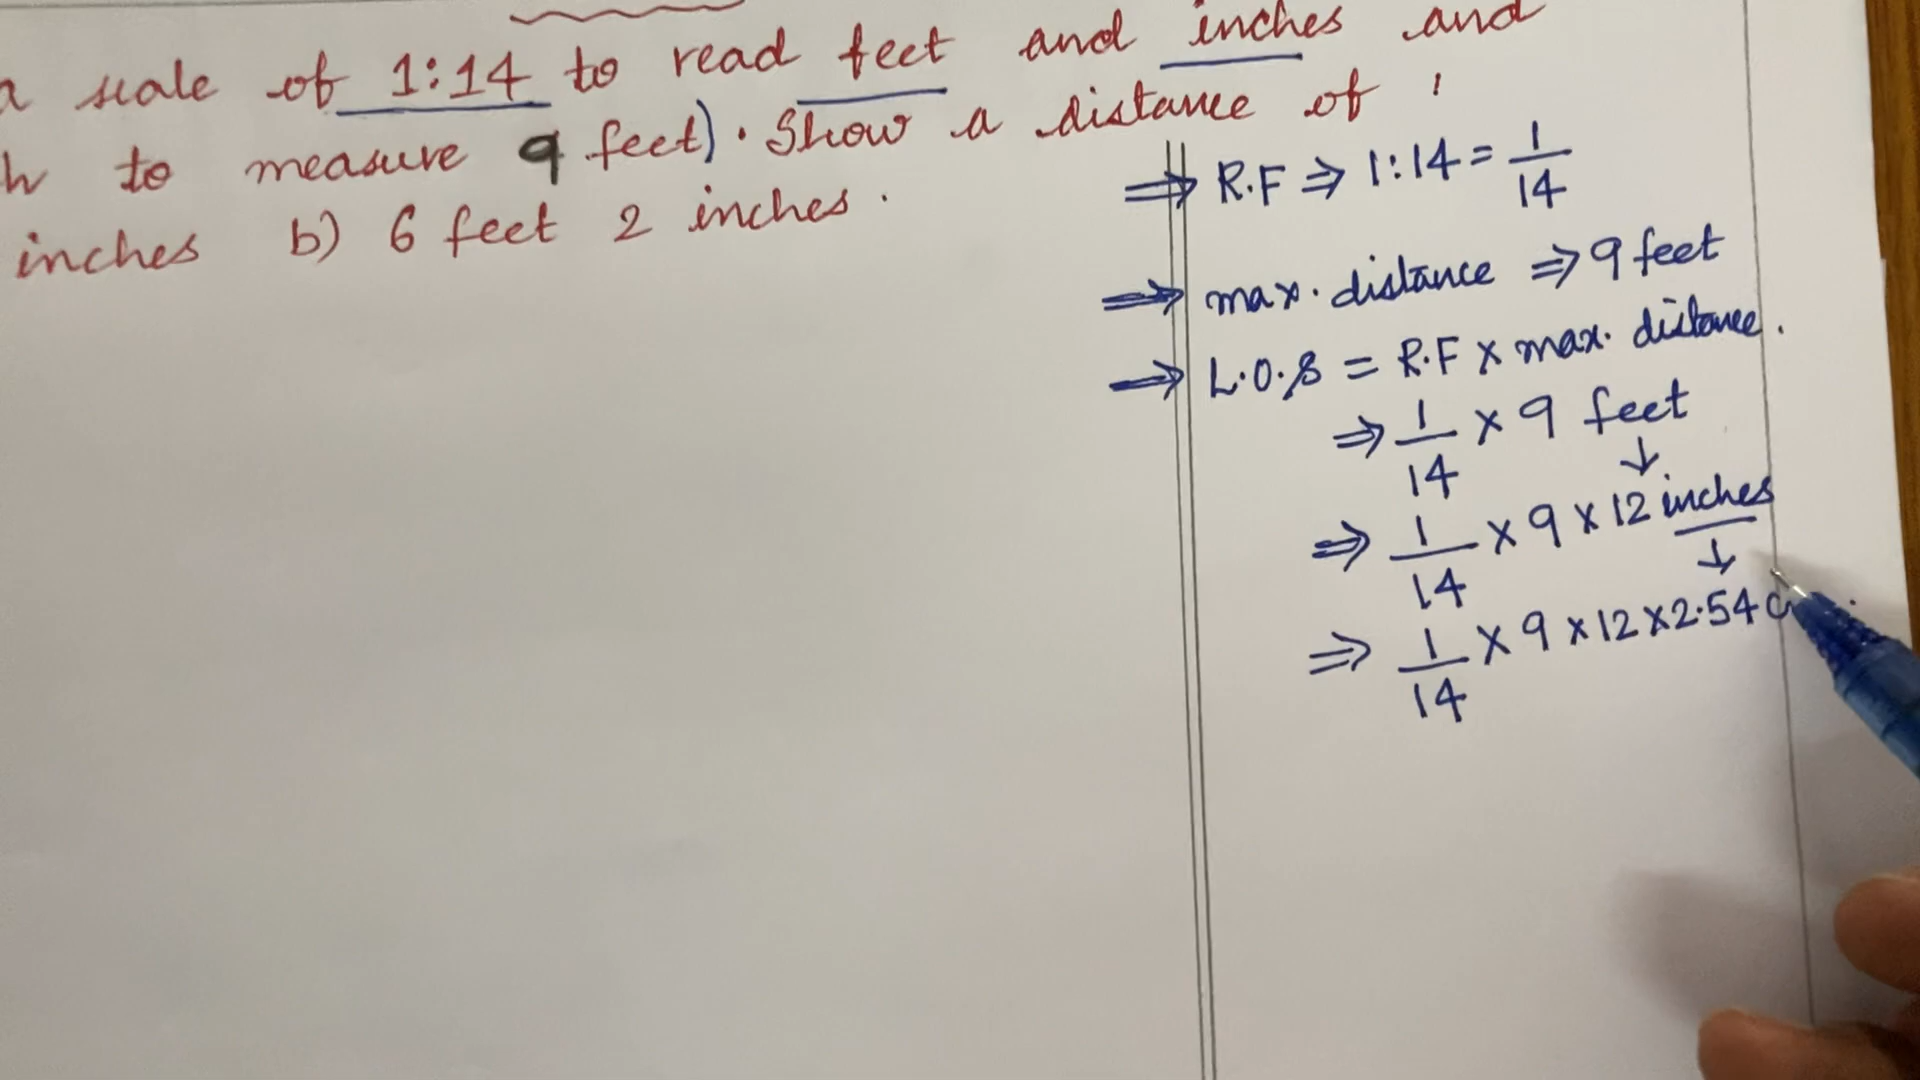 a scale of 1:14 to read feet and inches and
h to measure 9 feet). Show a distance of
inches b) 6 feet 2 inches.
⇒ R.F ⇒ 1:14 = 1/14
⇒ max. distance ⇒ 9 feet
→ L.O.S = R.F × max. distance.
⇒ 1/14 × 9 feet
↓
⇒ 1/14 × 9 × 12 inches
↓
⇒ 1/14 × 9 × 12 × 2.54